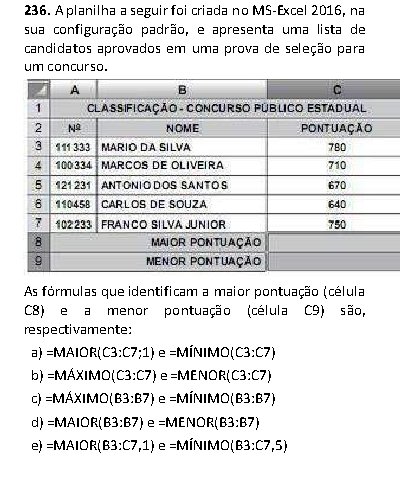 236. A planilha a seguir foi criada no MS-Excel 2016, na
sua configuração padrão, e apresenta uma lista de
candidatos aprovados em uma prova de seleção para
um concurso.
A B C
1 CLASSIFICAÇÃO - CONCURSO PÚBLICO ESTADUAL
2 Nº NOME PONTUAÇÃO
3 111333 MARIO DA SILVA 780
4 100334 MARCOS DE OLIVEIRA 710
5 121231 ANTONIO DOS SANTOS 670
6 110458 CARLOS DE SOUZA 640
7 102233 FRANCO SILVA JUNIOR 750
8 MAIOR PONTUAÇÃO
9 MENOR PONTUAÇÃO
As fórmulas que identificam a maior pontuação (célula
C8) e a menor pontuação (célula C9) são,
respectivamente:
a) =MAIOR(C3:C7;1) e =MÍNIMO(C3:C7)
b) =MÁXIMO(C3:C7) e =MENOR(C3:C7)
c) =MÁXIMO(B3:B7) e =MÍNIMO(B3:B7)
d) =MAIOR(B3:B7) e =MENOR(B3:B7)
e) =MAIOR(B3:C7,1) e =MÍNIMO(B3:C7,5)